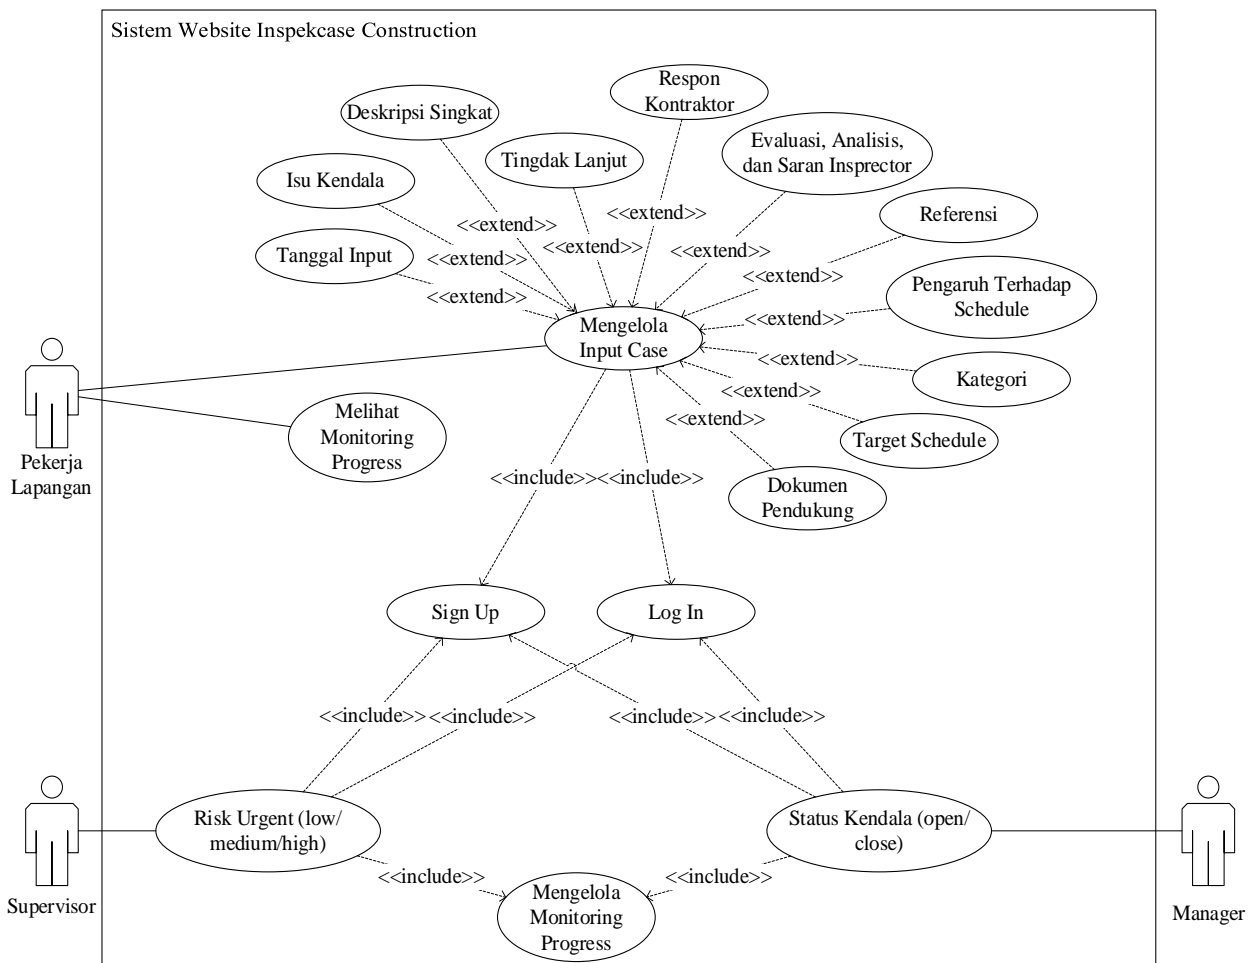 Sistem Website Inspekcase Construction
Respon
Kontraktor
Deskripsi Singkat
Evaluasi, Analisis,
dan Saran Insprector
Tingdak Lanjut
Isu Kendala
Referensi
Tanggal Input
<<extend>>
<<extend>>
<<extend>>
<<extend>>
<<extend>>
<<extend>>
<<extend>>
Pengaruh Terhadap
Schedule
<<extend>>
Mengelola
Input Case
<<extend>>
Kategori
<<extend>>
<<extend>>
Melihat
Monitoring
Progress
Target Schedule
Pekerja
Lapangan
<<include>>
<<include>>
Dokumen
Pendukung
Sign Up
Log In
<<include>>
<<include>>
<<include>>
<<include>>
Risk Urgent (low/
medium/high)
Status Kendala (open/
close)
<<include>>
<<include>>
Mengelola
Monitoring
Progress
Supervisor
Manager